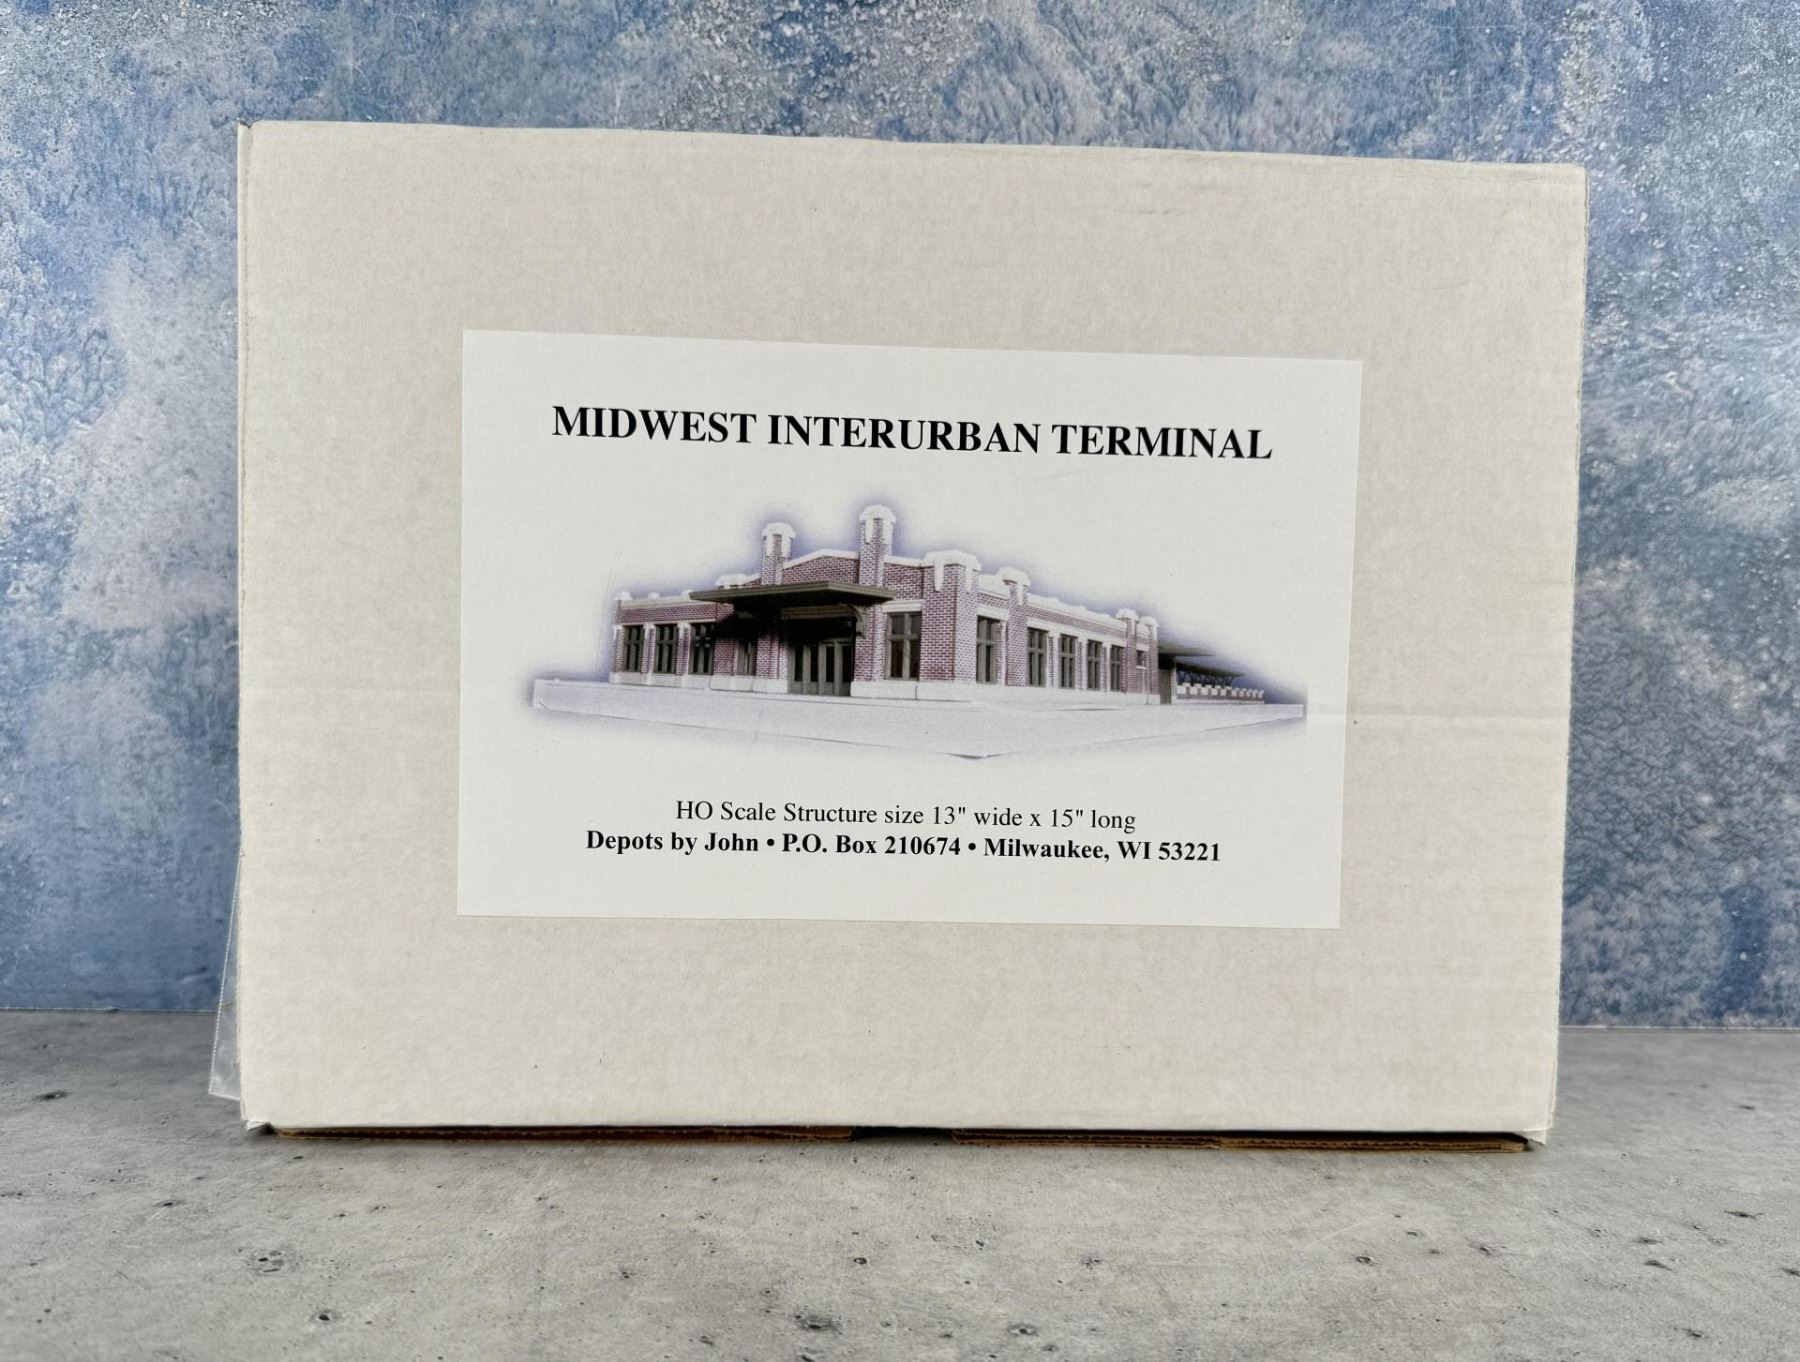 MIDWEST INTERURBAN TERMINAL
HO Scale Structure size 13" wide x 15" long
Depots by John • P.O. Box 210674 • Milwaukee, WI 53221